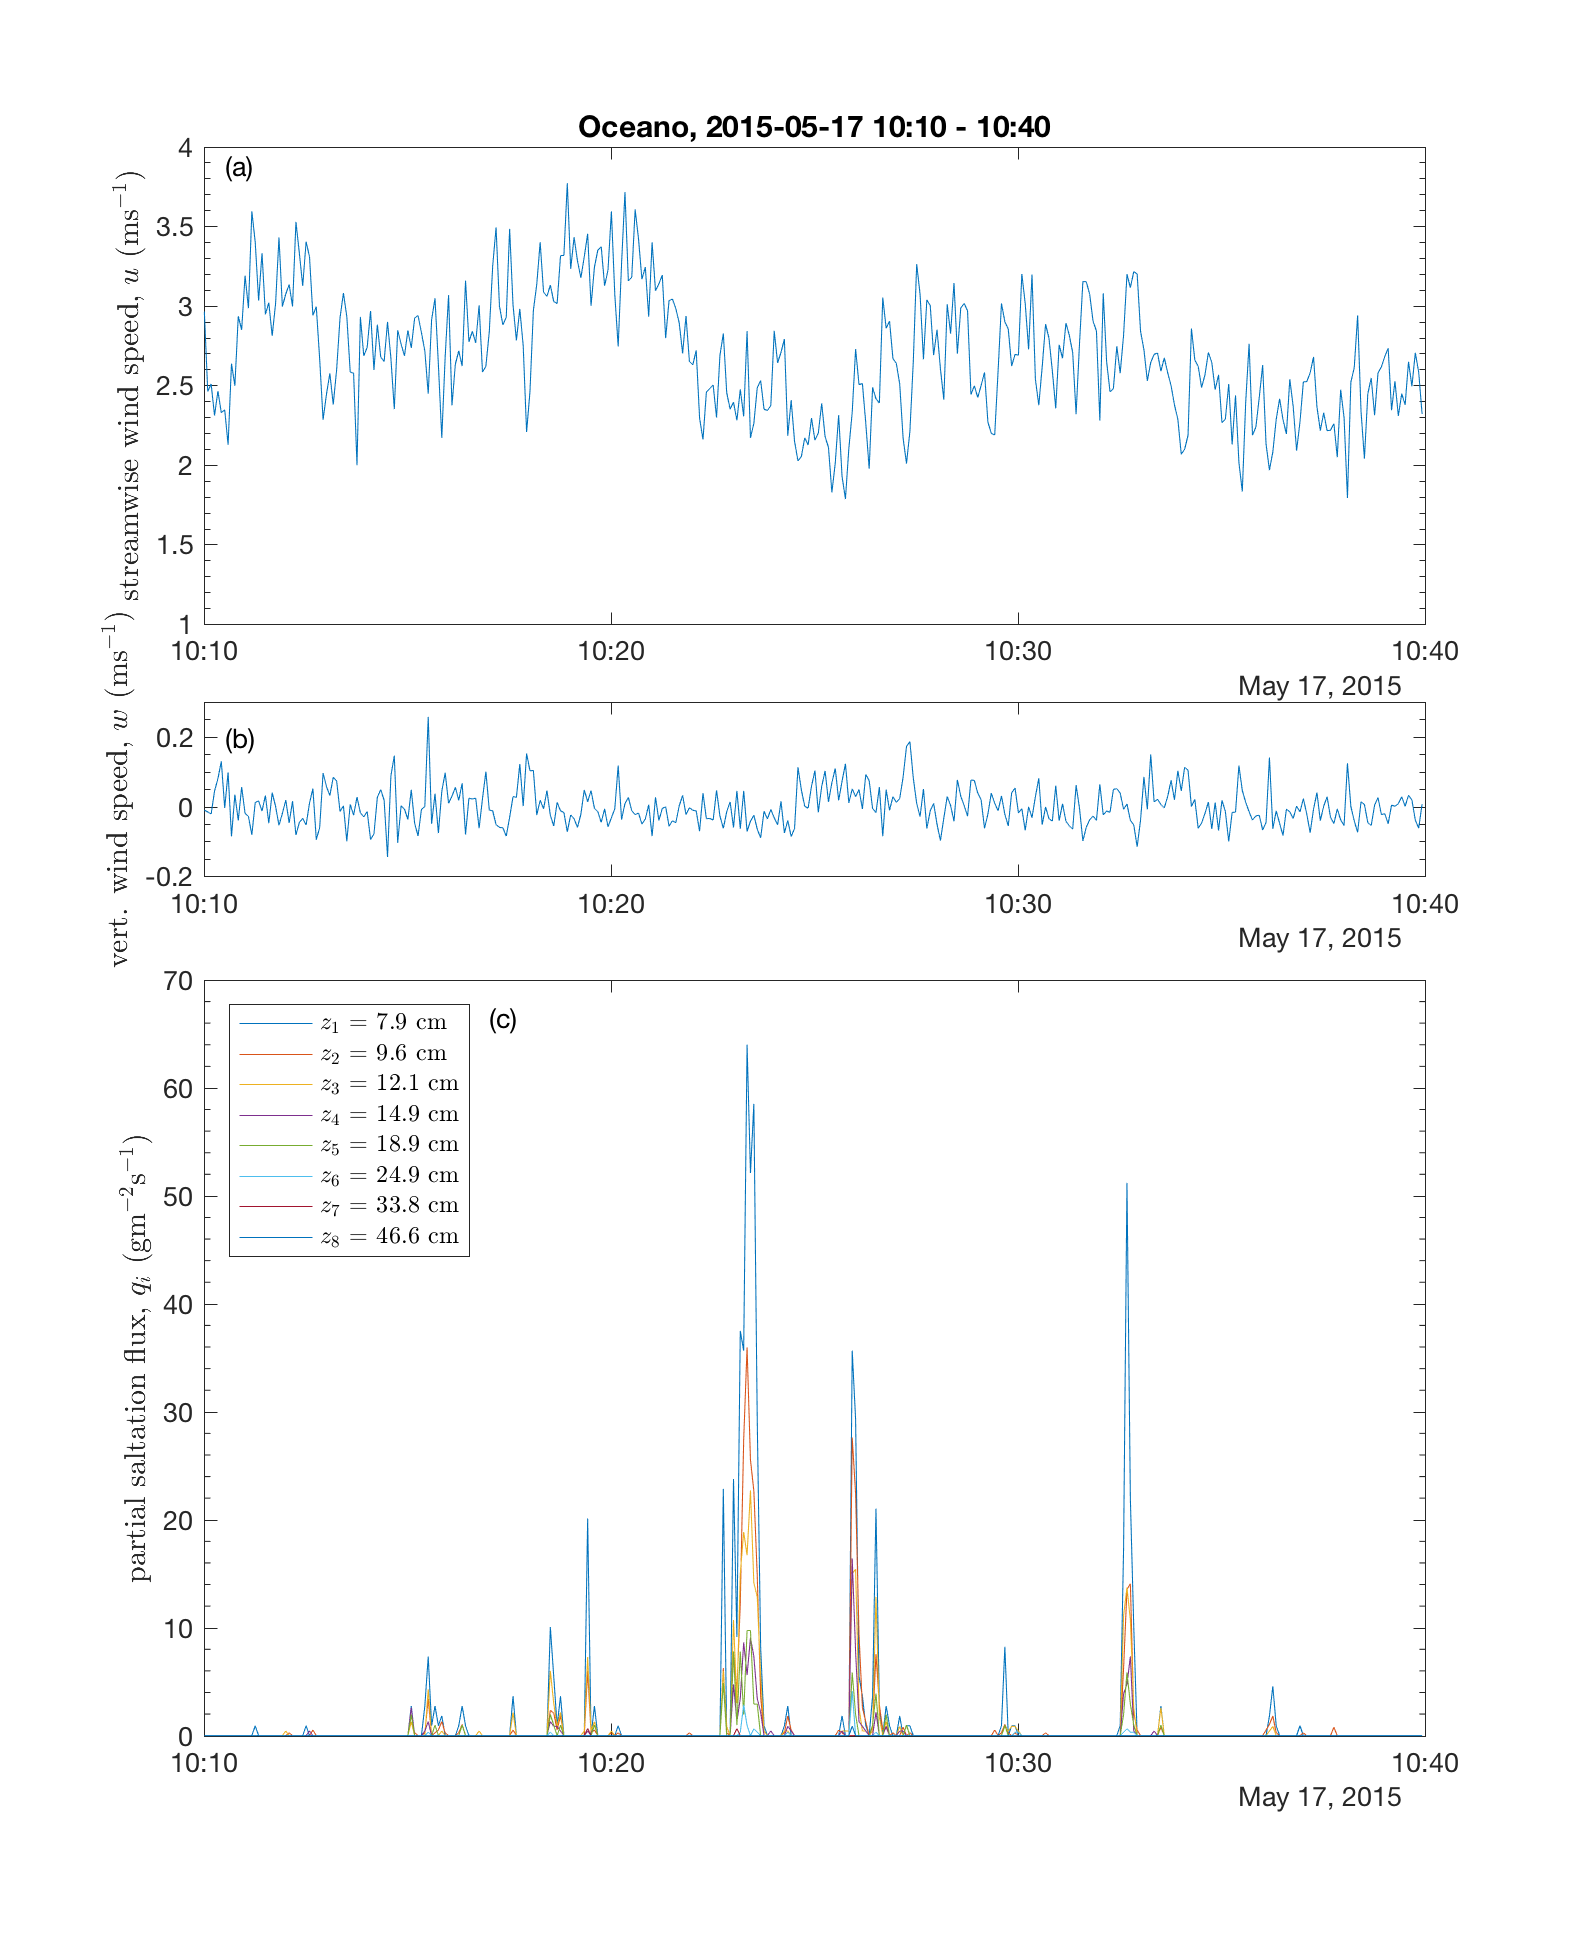 Oceano, 2015-05-17 10:10 - 10:40
(a)
streamwise wind speed, u (ms⁻¹)
4
3.5
3
2.5
2
1.5
1
10:10 10:20 10:30 10:40
May 17, 2015
(b)
vert. wind speed, w (ms⁻¹)
0.2
0
-0.2
10:10 10:20 10:30 10:40
May 17, 2015
(c)
partial saltation flux, qᵢ (gm⁻²s⁻¹)
70
60
50
40
30
20
10
0
z₁ = 7.9 cm
z₂ = 9.6 cm
z₃ = 12.1 cm
z₄ = 14.9 cm
z₅ = 18.9 cm
z₆ = 24.9 cm
z₇ = 33.8 cm
z₈ = 46.6 cm
10:10 10:20 10:30 10:40
May 17, 2015